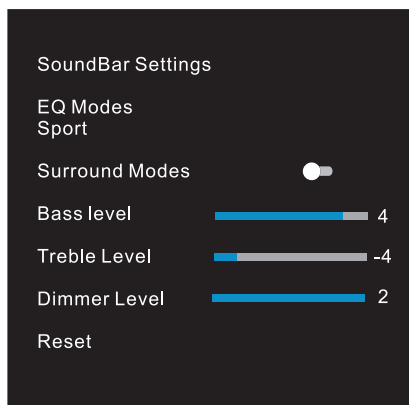 SoundBar Settings
EQ Modes
Sport
Surround Modes
Bass level 4
Treble Level -4
Dimmer Level 2
Reset